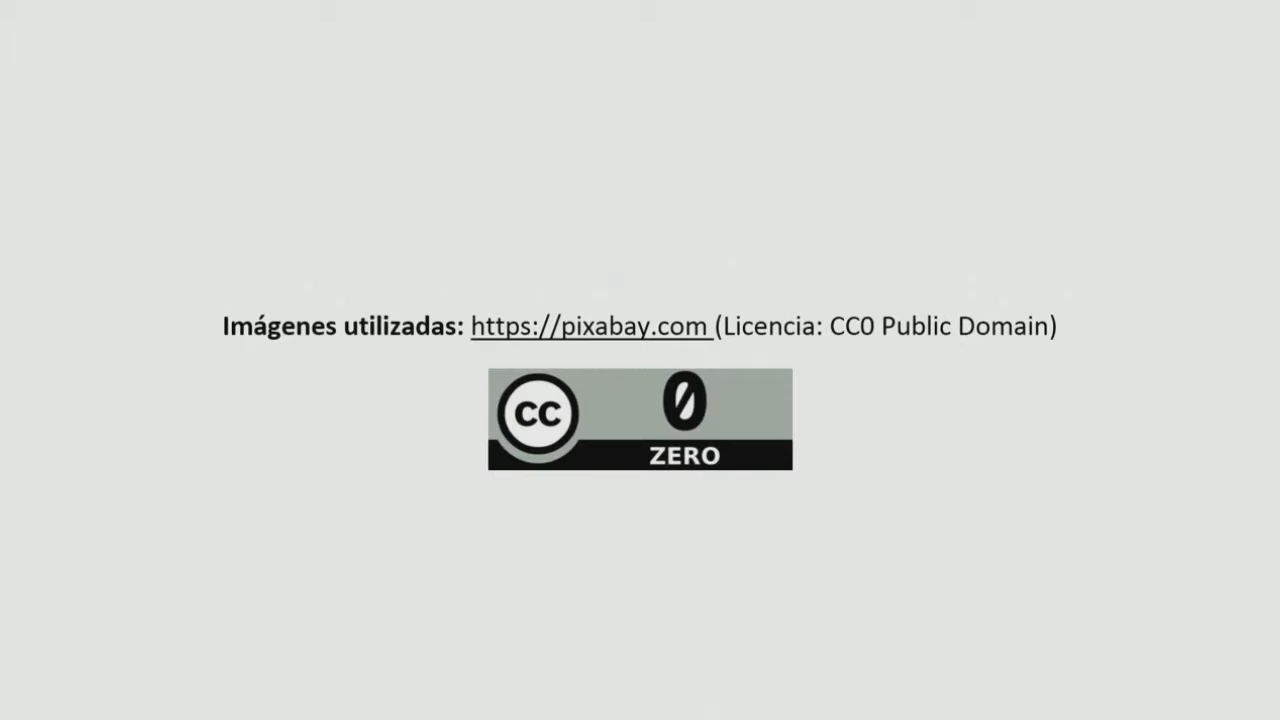 Imágenes utilizadas: https://pixabay.com (Licencia: CC0 Public Domain)
cc 0
ZERO